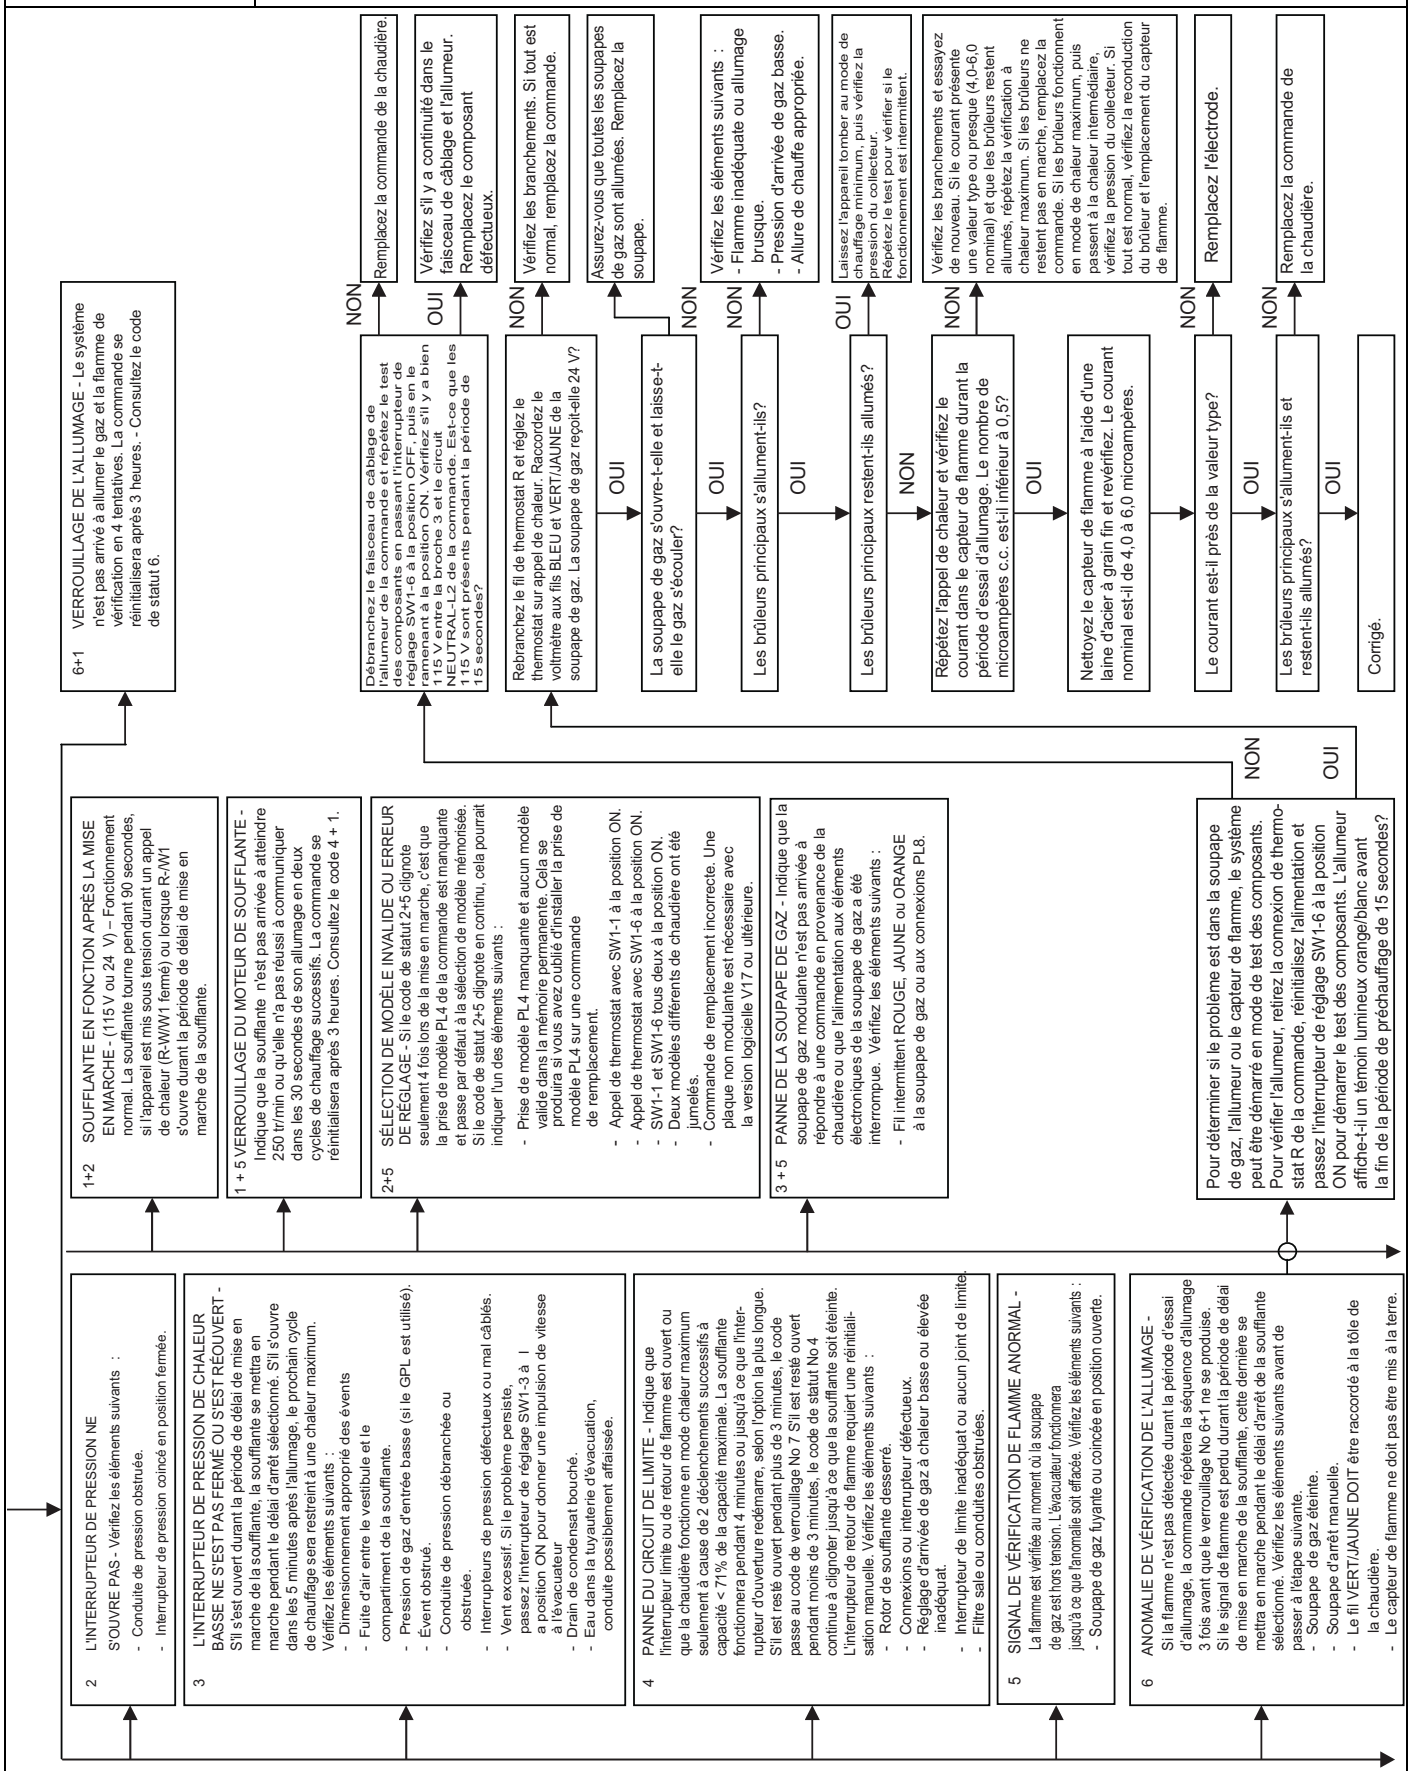 2 L'INTERRUPTEUR DE PRESSION NE
S'OUVRE PAS - Vérifiez les éléments suivants :
- Conduite de pression obstruée.
- Interrupteur de pression coincé en position fermée.
3 L'INTERRUPTEUR DE PRESSION DE CHALEUR
BASSE NE S'EST PAS FERMÉ OU S'EST RÉOUVERT -
S'il s'est ouvert durant la période de délai de mise en
marche de la soufflante, la soufflante se mettra en
marche pendant le délai d'arrêt sélectionné. S'il s'ouvre
dans les 5 minutes après l'allumage, le prochain cycle
de chauffage sera restreint à une chaleur maximum.
Vérifiez les éléments suivants :
- Dimensionnement approprié des évents
- Fuite d'air entre le vestibule et le
compartiment de la soufflante.
- Pression de gaz d'entrée basse (si le GPL est utilisé).
- Évent obstrué.
- Conduite de pression débranchée ou
obstruée.
- Interrupteurs de pression défectueux ou mal câblés.
- Vent excessif. Si le problème persiste,
passez l'interrupteur de réglage SW1-3 à l
a position ON pour donner une impulsion de vitesse
à l'évacuateur
- Drain de condensat bouché.
- Eau dans la tuyauterie d'évacuation,
conduite possiblement affaissée.
4 PANNE DU CIRCUIT DE LIMITE - Indique que
l'interrupteur limite ou de retour de flamme est ouvert ou
que la chaudière fonctionne en mode chaleur maximum
seulement à cause de 2 déclenchements successifs à
capacité < 71% de la capacité maximale. La soufflante
fonctionnera pendant 4 minutes ou jusqu'à ce que l'inter-
rupteur d'ouverture redémarre, selon l'option la plus longue.
S'il est resté ouvert pendant plus de 3 minutes, le code
passe au code de verrouillage No 7 S'il est resté ouvert
pendant moins de 3 minutes, le code de statut No 4
continue à clignoter jusqu'à ce que la soufflante soit éteinte.
L'interrupteur de retour de flamme requiert une réinitiali-
sation manuelle. Vérifiez les éléments suivants :
- Rotor de soufflante desserré.
- Connexions ou interrupteur défectueux.
- Réglage d'arrivée de gaz à chaleur basse ou élevée
inadéquat.
- Interrupteur de limite inadéquat ou aucun joint de limite.
- Filtre sale ou conduites obstruées.
5 SIGNAL DE VÉRIFICATION DE FLAMME ANORMAL -
La flamme est vérifiée au moment où la soupape
de gaz est hors tension. L'évacuateur fonctionnera
jusqu'à ce que l'anomalie soit effacée. Vérifiez les éléments suivants :
- Soupape de gaz fuyante ou coincée en position ouverte.
6 ANOMALIE DE VÉRIFICATION DE L'ALLUMAGE -
Si la flamme n'est pas détectée durant la période d'essai
d'allumage, la commande répétera la séquence d'allumage
3 fois avant que le verrouillage No 6+1 ne se produise.
Si le signal de flamme est perdu durant la période de délai
de mise en marche de la soufflante, cette dernière se
mettra en marche pendant le délai d'arrêt de la soufflante
sélectionné. Vérifiez les éléments suivants avant de
passer à l'étape suivante.
- Soupape de gaz éteinte.
- Soupape d'arrêt manuelle.
- Le fil VERT/JAUNE DOIT être raccordé à la tôle de
la chaudière.
- Le capteur de flamme ne doit pas être mis à la terre.
1+2 SOUFFLANTE EN FONCTION APRÈS LA MISE
EN MARCHE - (115 V ou 24 V) – Fonctionnement
normal. La soufflante tourne pendant 90 secondes,
si l'appareil est mis sous tension durant un appel
de chaleur (R-W/W1 fermé) ou lorsque R-W/W1
s'ouvre durant la période de délai de mise en
marche de la soufflante.
1 + 5 VERROUILLAGE DU MOTEUR DE SOUFFLANTE -
Indique que la soufflante n'est pas arrivée à atteindre
250 tr/min ou qu'elle n'a pas réussi à communiquer
dans les 30 secondes de son allumage en deux
cycles de chauffage successifs. La commande se
réinitialisera après 3 heures. Consultez le code 4 + 1.
2+5 SÉLECTION DE MODÈLE INVALIDE OU ERREUR
DE RÉGLAGE - Si le code de statut 2+5 clignote
seulement 4 fois lors de la mise en marche, c'est que
la prise de modèle PL4 de la commande est manquante
et passe par défaut à la sélection de modèle mémorisée.
Si le code de statut 2+5 clignote en continu, cela pourrait
indiquer l'un des éléments suivants :
- Prise de modèle PL4 manquante et aucun modèle
valide dans la mémoire permanente. Cela se
produira si vous avez oublié d'installer la prise de
modèle PL4 sur une commande
de remplacement.
- Appel de thermostat avec SW1-1 à la position ON.
- Appel de thermostat avec SW1-6 à la position ON.
- SW1-1 et SW1-6 tous deux à la position ON.
- Deux modèles différents de chaudière ont été
jumelés.
- Commande de remplacement incorrecte. Une
plaque non modulante est nécessaire avec
la version logicielle V17 ou ultérieure.
3 + 5 PANNE DE LA SOUPAPE DE GAZ - Indique que la
soupape de gaz modulante n'est pas arrivée à
répondre à une commande en provenance de la
chaudière ou que l'alimentation aux éléments
électroniques de la soupape de gaz a été
interrompue. Vérifiez les éléments suivants :
- Fil intermittent ROUGE, JAUNE ou ORANGE
à la soupape de gaz ou aux connexions PL8.
Pour déterminer si le problème est dans la soupape
de gaz, l'allumeur ou le capteur de flamme, le système
peut être démarré en mode de test des composants.
Pour vérifier l'allumeur, retirez la connexion de thermo-
stat R de la commande, réinitialisez l'alimentation et
passez l'interrupteur de réglage SW1-6 à la position
ON pour démarrer le test des composants. L'allumeur
affiche-t-il un témoin lumineux orange/blanc avant
la fin de la période de préchauffage de 15 secondes?
NON
OUI
6+1 VERROUILLAGE DE L'ALLUMAGE - Le système
n'est pas arrivé à allumer le gaz et la flamme de
vérification en 4 tentatives. La commande se
réinitialisera après 3 heures. - Consultez le code
de statut 6.
Débranchez le faisceau de câblage de
l'allumeur de la commande et répétez le test
des composants en passant l'interrupteur de
réglage SW1-6 à la position OFF, puis en le
ramenant à la position ON. Vérifiez s'il y a bien
115 V entre la broche 3 et le circuit
NEUTRAL-L2 de la commande. Est-ce que les
115 V sont présents pendant la période de
15 secondes?
NON
Remplacez la commande de la chaudière.
OUI
Vérifiez s'il y a continuité dans le
faisceau de câblage et l'allumeur.
Remplacez le composant
défectueux.
Rebranchez le fil de thermostat R et réglez le
thermostat sur appel de chaleur. Raccordez le
voltmètre aux fils BLEU et VERT/JAUNE de la
soupape de gaz. La soupape de gaz reçoit-elle 24 V?
NON
Vérifiez les branchements. Si tout est
normal, remplacez la commande.
OUI
La soupape de gaz s'ouvre-t-elle et laisse-t-
elle le gaz s'écouler?
NON
Assurez-vous que toutes les soupapes
de gaz sont allumées. Remplacez la
soupape.
OUI
Les brûleurs principaux s'allument-ils?
NON
Vérifiez les éléments suivants :
- Flamme inadéquate ou allumage
brusque.
- Pression d'arrivée de gaz basse.
- Allure de chauffe appropriée.
OUI
Les brûleurs principaux restent-ils allumés?
OUI
Laissez l'appareil tomber au mode de
chauffage minimum, puis vérifiez la
pression du collecteur.
Répétez le test pour vérifier si le
fonctionnement est intermittent.
NON
Répétez l'appel de chaleur et vérifiez le
courant dans le capteur de flamme durant la
période d'essai d'allumage. Le nombre de
microampères c.c. est-il inférieur à 0,5?
NON
Vérifiez les branchements et essayez
de nouveau. Si le courant présente
une valeur type ou presque (4,0-6,0
nominal) et que les brûleurs restent
allumés, répétez la vérification à
chaleur maximum. Si les brûleurs ne
restent pas en marche, remplacez la
commande. Si les brûleurs fonctionnent
en mode de chaleur maximum, puis
passent à la chaleur intermédiaire,
vérifiez la pression du collecteur. Si
tout est normal, vérifiez la reconduction
du brûleur et l'emplacement du capteur
de flamme.
OUI
Nettoyez le capteur de flamme à l'aide d'une
laine d'acier à grain fin et revérifiez. Le courant
nominal est-il de 4,0 à 6,0 microampères.
Le courant est-il près de la valeur type?
NON
Remplacez l'électrode.
OUI
Les brûleurs principaux s'allument-ils et
restent-ils allumés?
NON
Remplacez la commande de
la chaudière.
OUI
Corrigé.